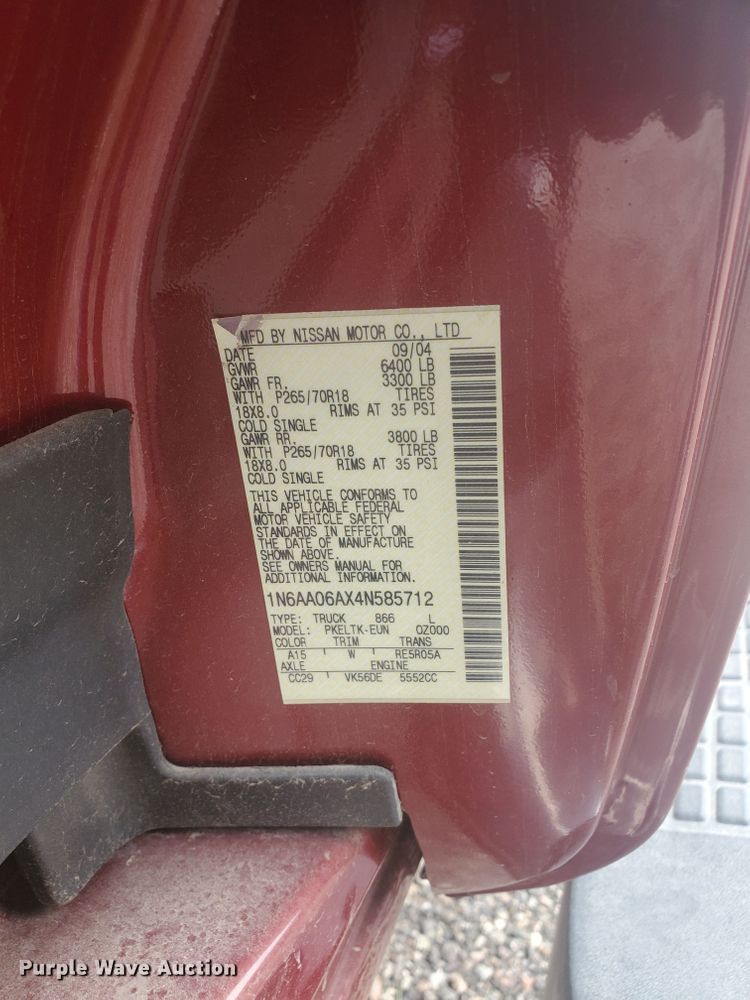 MFD BY NISSAN MOTOR CO., LTD
DATE 09/04
GVWR 6400 LB
GAWR FR. 3300 LB
WITH P265/70R18 TIRES
18X8.0 RIMS AT 35 PSI
COLD SINGLE
GAWR RR. 3800 LB
WITH P265/70R18 TIRES
18X8.0 RIMS AT 35 PSI
COLD SINGLE
THIS VEHICLE CONFORMS TO
ALL APPLICABLE FEDERAL
MOTOR VEHICLE SAFETY
STANDARDS IN EFFECT ON
THE DATE OF MANUFACTURE
SHOWN ABOVE.
SEE OWNERS MANUAL FOR
ADDITIONAL INFORMATION.
1N6AA06AX4N585712
TYPE: TRUCK 866 L
MODEL: PKELTK-EUN OZ000
COLOR TRIM TRANS
A15 W RE5R05A
AXLE ENGINE
CC29 VK56DE 5552CC
Purple Wave Auction